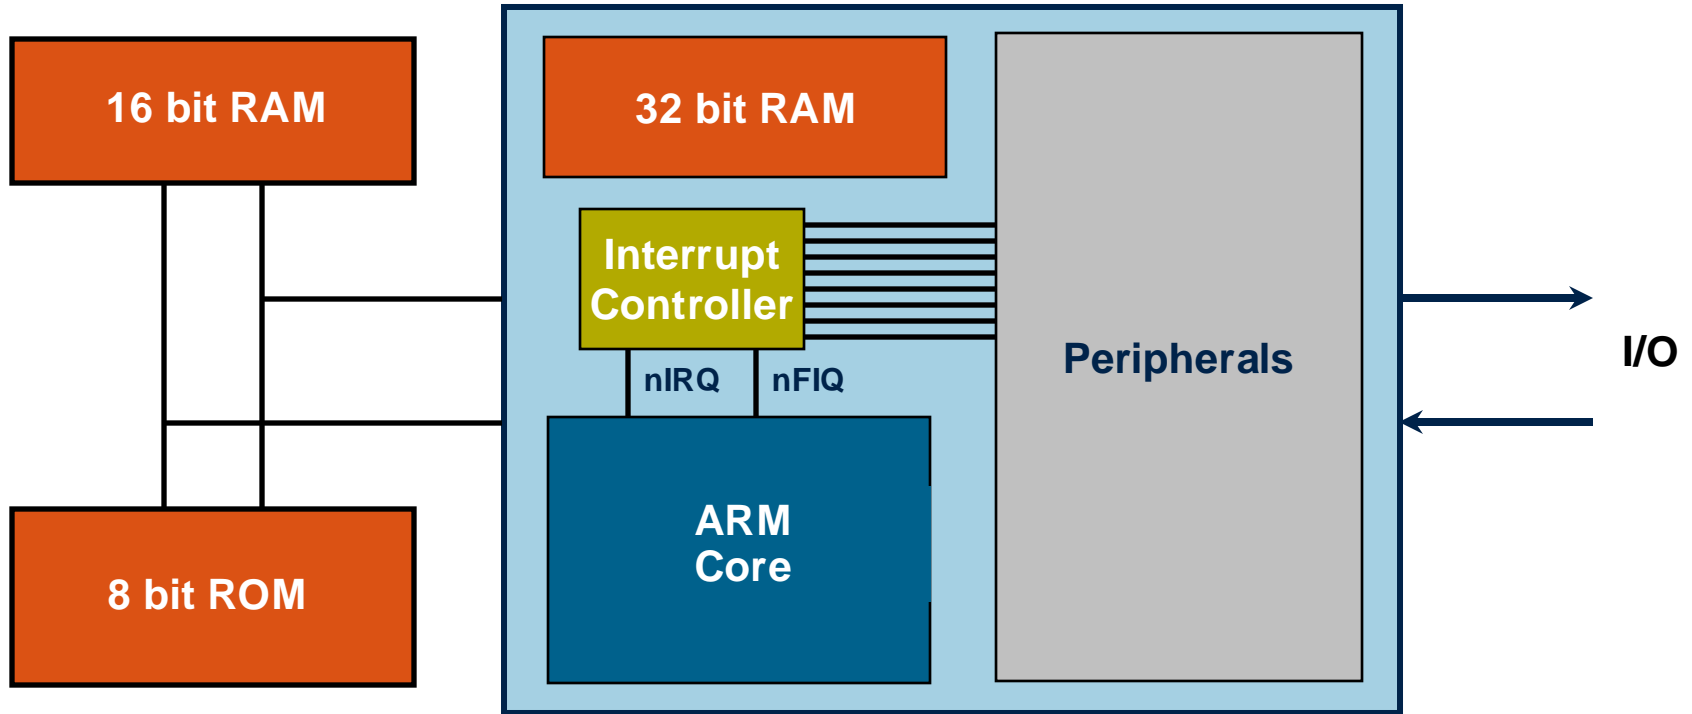 16 bit RAM
32 bit RAM
Interrupt
Controller
nIRQ
nFIQ
Peripherals
I/O
ARM
Core
8 bit ROM